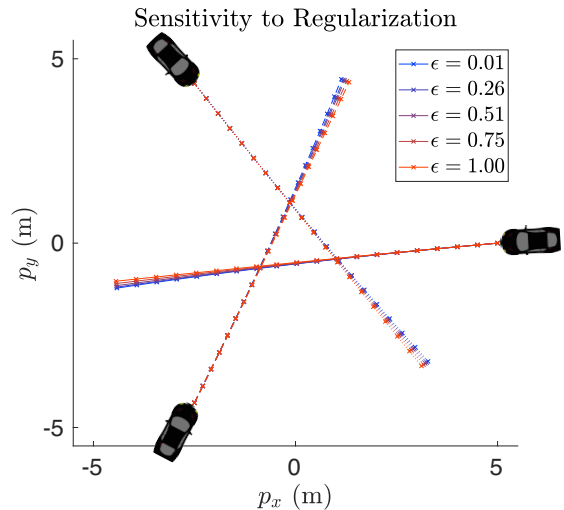 Sensitivity to Regularization
5
0
-5
p_y (m)
-5
0
5
p_x (m)
ϵ = 0.01
ϵ = 0.26
ϵ = 0.51
ϵ = 0.75
ϵ = 1.00